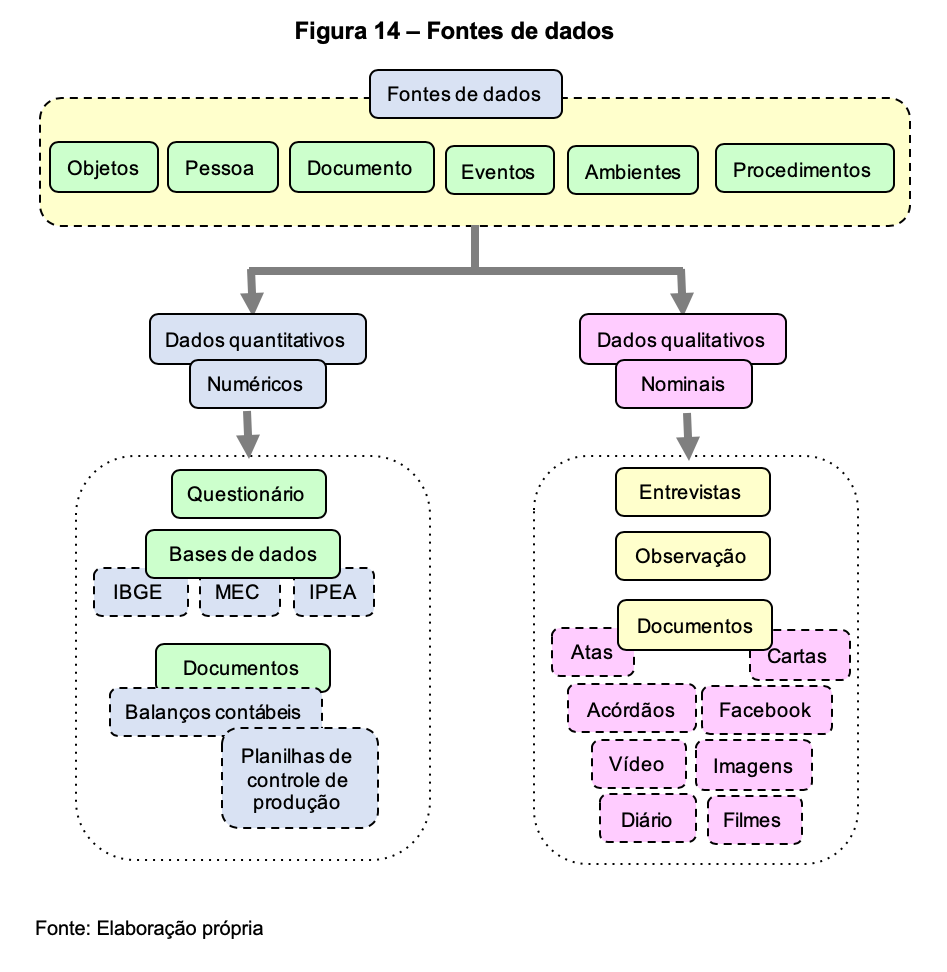 Figura 14 – Fontes de dados
Fontes de dados
Objetos
Pessoa
Documento
Eventos
Ambientes
Procedimentos
Dados quantitativos
Numéricos
Dados qualitativos
Nominais
Questionário
Bases de dados
IBGE
MEC
IPEA
Documentos
Balanços contábeis
Planilhas de
controle de
produção
Entrevistas
Observação
Documentos
Atas
Cartas
Acórdãos
Facebook
Vídeo
Imagens
Diário
Filmes
Fonte: Elaboração própria